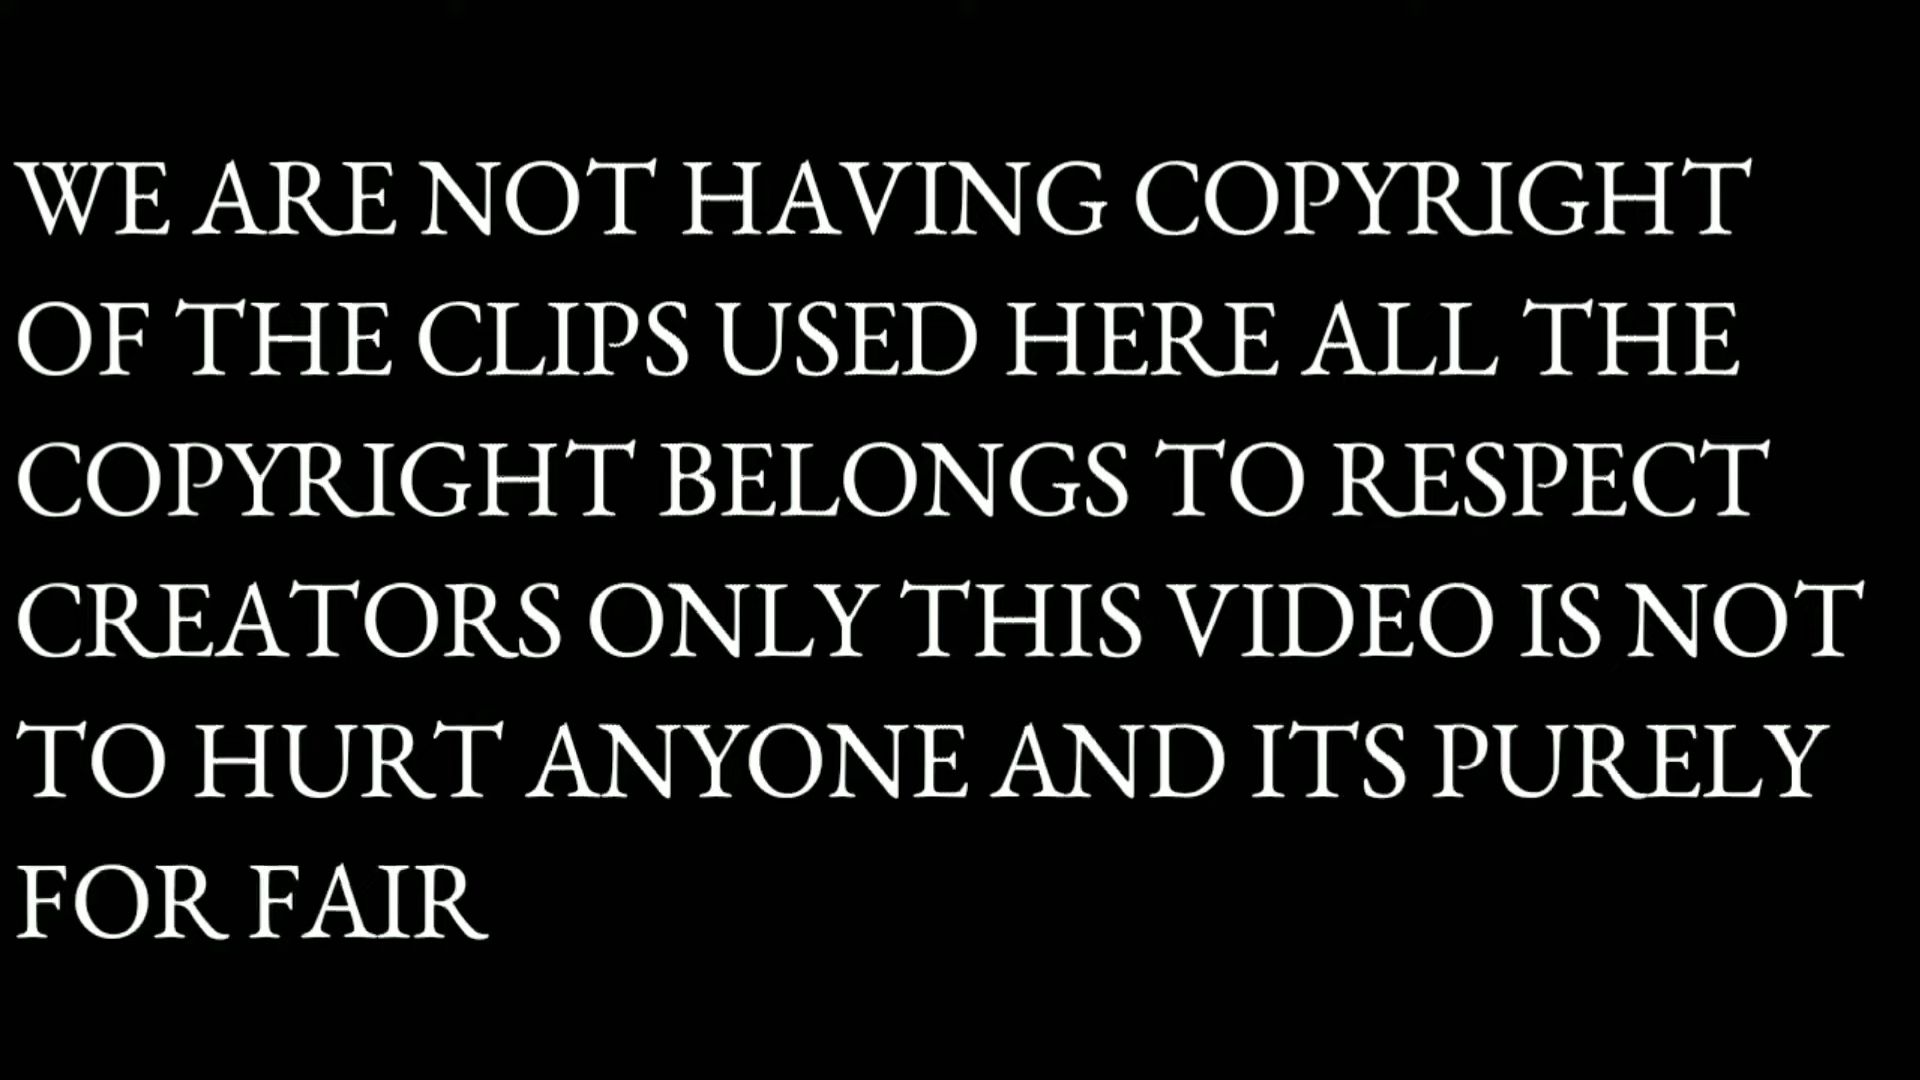 WE ARE NOT HAVING COPYRIGHT
OF THE CLIPS USED HERE ALL THE
COPYRIGHT BELONGS TO RESPECT
CREATORS ONLY THIS VIDEO IS NOT
TO HURT ANYONE AND ITS PURELY
FOR FAIR